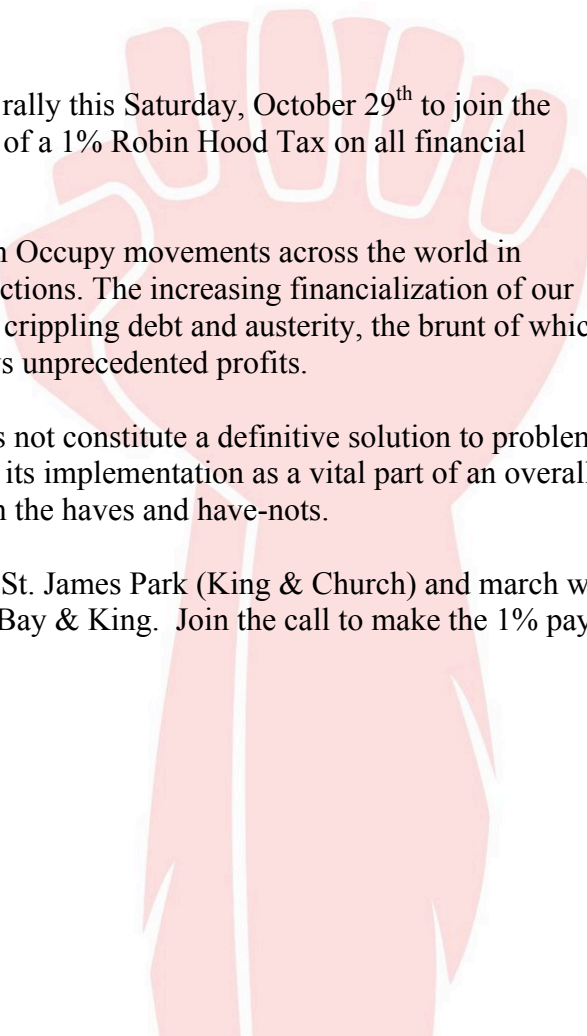 rally this Saturday, October 29th to join the
of a 1% Robin Hood Tax on all financial
Occupy movements across the world in
ctions. The increasing financialization of our
crippling debt and austerity, the brunt of whic
s unprecedented profits.
s not constitute a definitive solution to problem
its implementation as a vital part of an overall
the haves and have-nots.
St. James Park (King & Church) and march w
Bay & King. Join the call to make the 1% pay